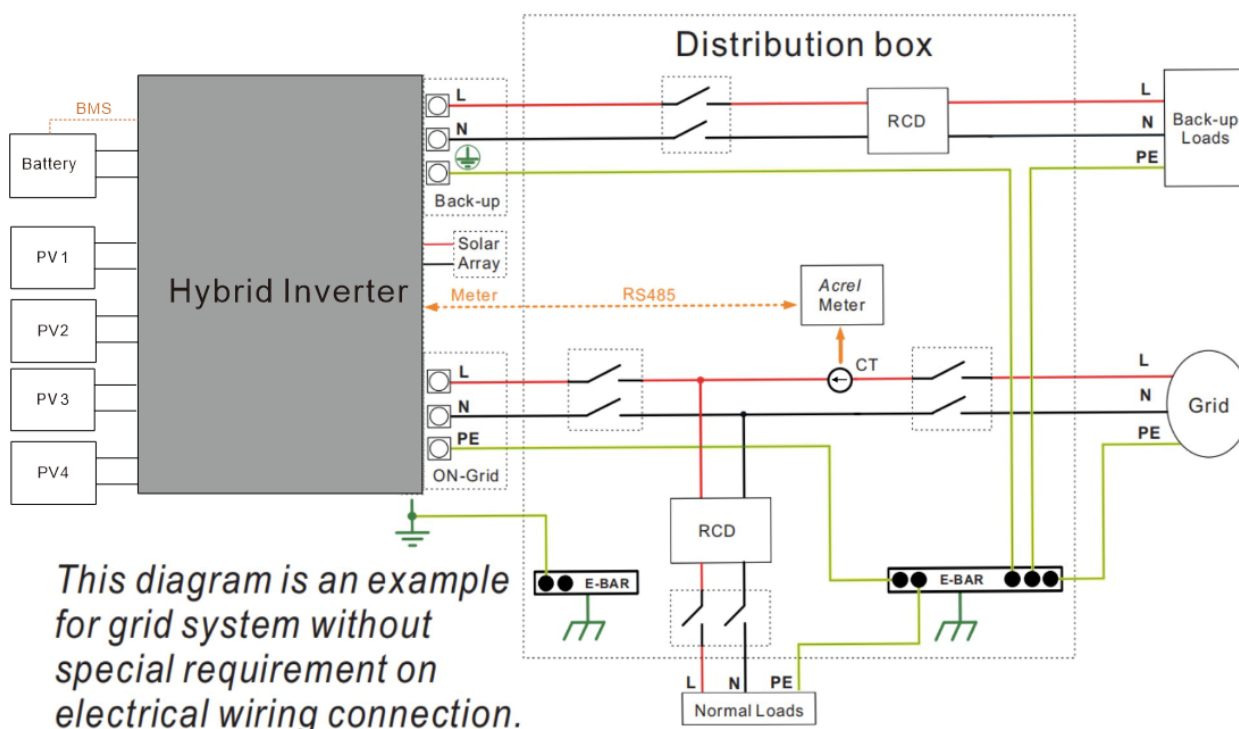 Distribution box
BMS
Battery
PV1
PV2
PV3
PV4
Hybrid Inverter
L
N
Back-up
Solar
Array
Meter
RS485
L
N
PE
ON-Grid
RCD
L
N
PE
Back-up
Loads
Acrel
Meter
CT
L
N
PE
Grid
RCD
E-BAR
E-BAR
L
N
PE
Normal Loads
This diagram is an example
for grid system without
special requirement on
electrical wiring connection.